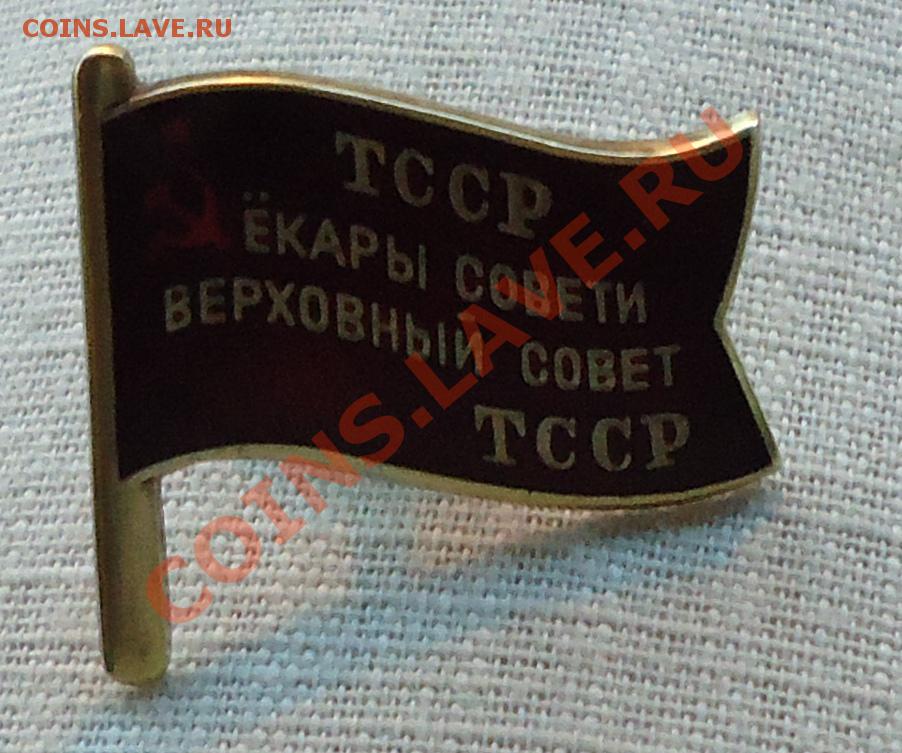 COINS.LAVE.RU
ТССР
ЁКАРЫ СОВЕТИ
ВЕРХОВНЫЙ СОВЕТ
ТССР
COINS.LAVE.RU